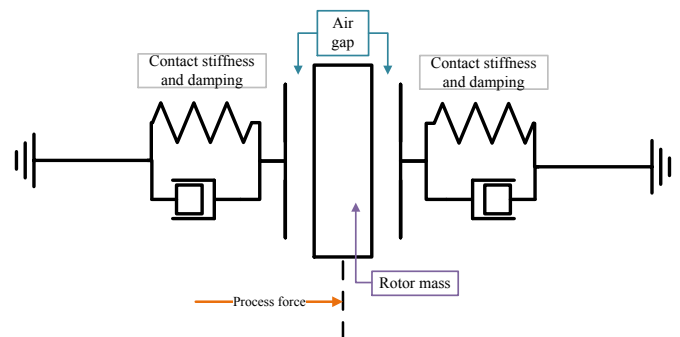 Air
gap
Contact stiffness
and damping
Contact stiffness
and damping
Rotor mass
Process force